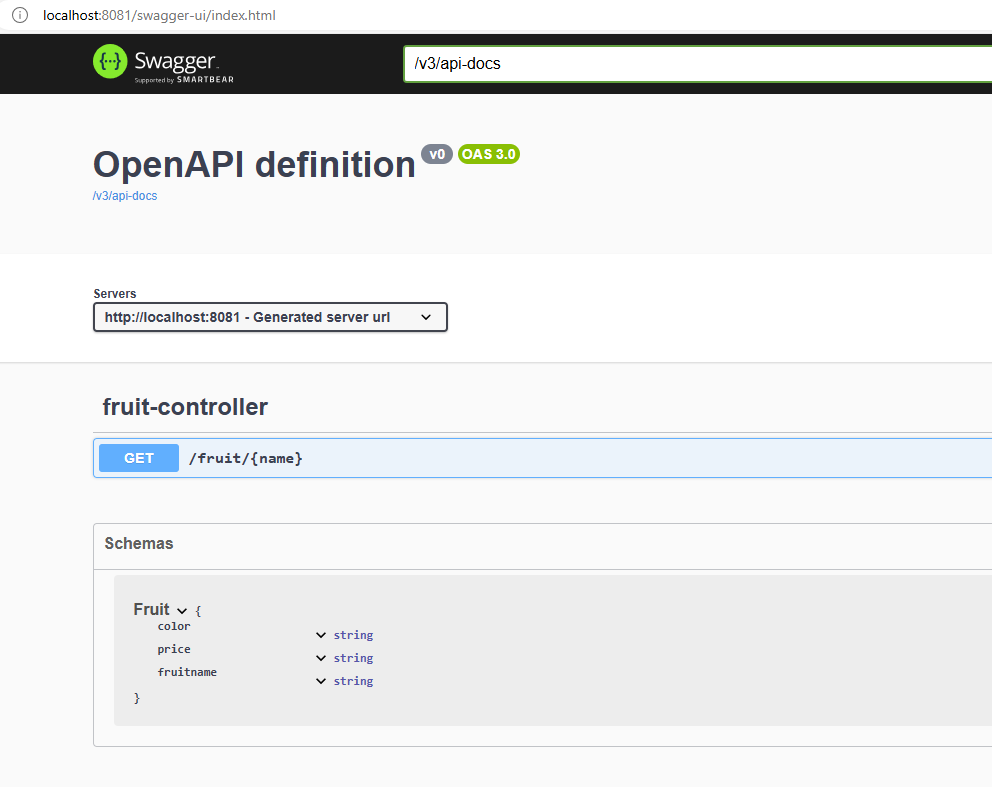 localhost:8081/swagger-ui/index.html
{··} Swagger.
Supported by SMARTBEAR
/v3/api-docs
OpenAPI definition v0 OAS 3.0
/v3/api-docs
Servers
http://localhost:8081 - Generated server url
fruit-controller
GET /fruit/{name}
Schemas
Fruit {
color string
price string
fruitname string
}